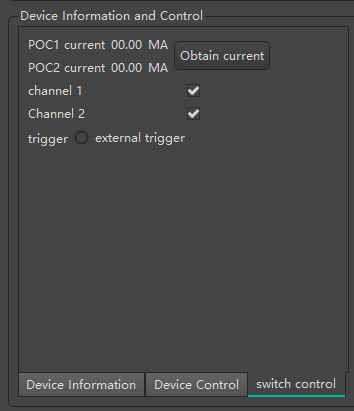 Device Information and Control
POC1 current 00.00 MA
Obtain current
POC2 current 00.00 MA
channel 1
Channel 2
trigger external trigger
Device Information Device Control switch control